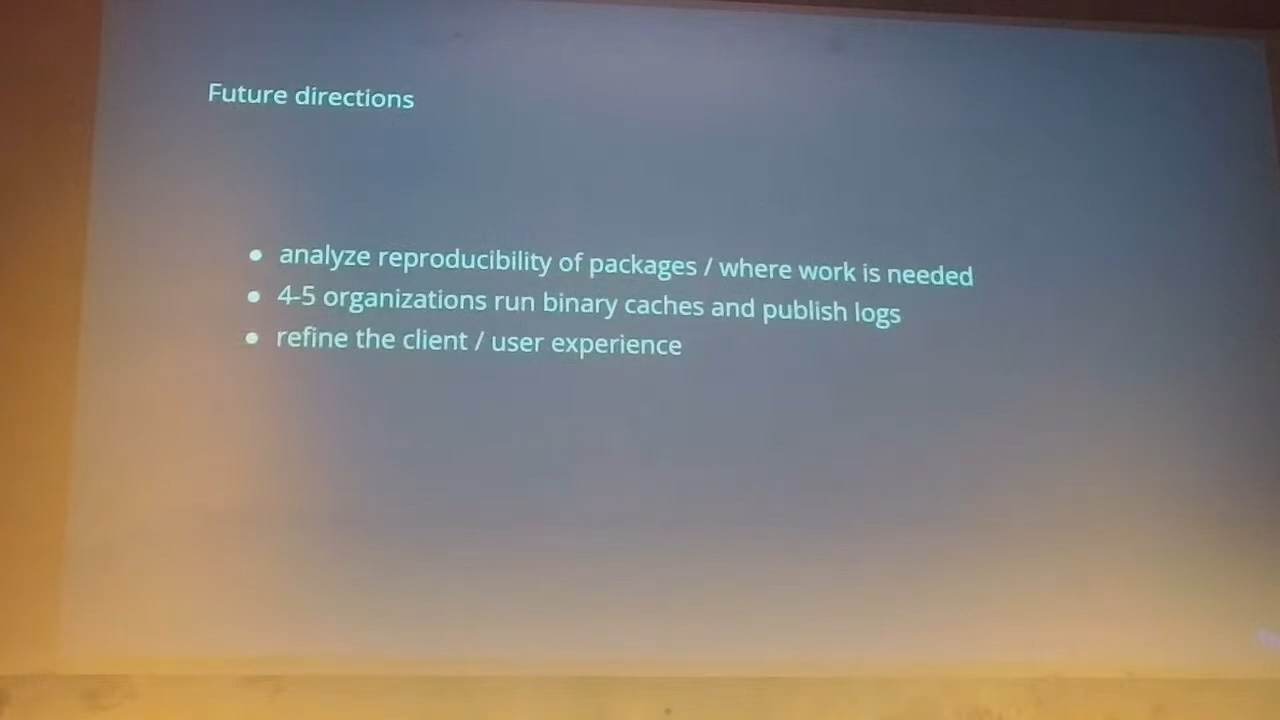 Future directions
• analyze reproducibility of packages / where work is needed
• 4-5 organizations run binary caches and publish logs
• refine the client / user experience